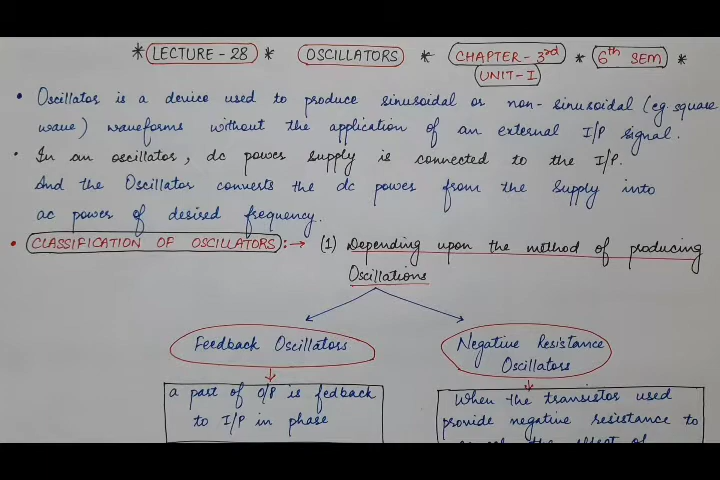 * LECTURE - 28 * OSCILLATORS * CHAPTER - 3rd * 6th SEM *
UNIT-I
• Oscillator is a device used to produce sinusoidal or non-sinusoidal (eg. square
wave) waveforms without the application of an external I/P signal.
• In an oscillator, dc power supply is connected to the I/P.
And the Oscillator converts the dc power from the supply into
ac power of desired frequency.
• CLASSIFICATION OF OSCILLATORS:→ (1) Depending upon the method of producing
Oscillations
Feedback Oscillators
Negative Resistance
Oscillators
a part of O/P is fedback
to I/P in phase
When the transistor used
provide negative resistance to
the effect of